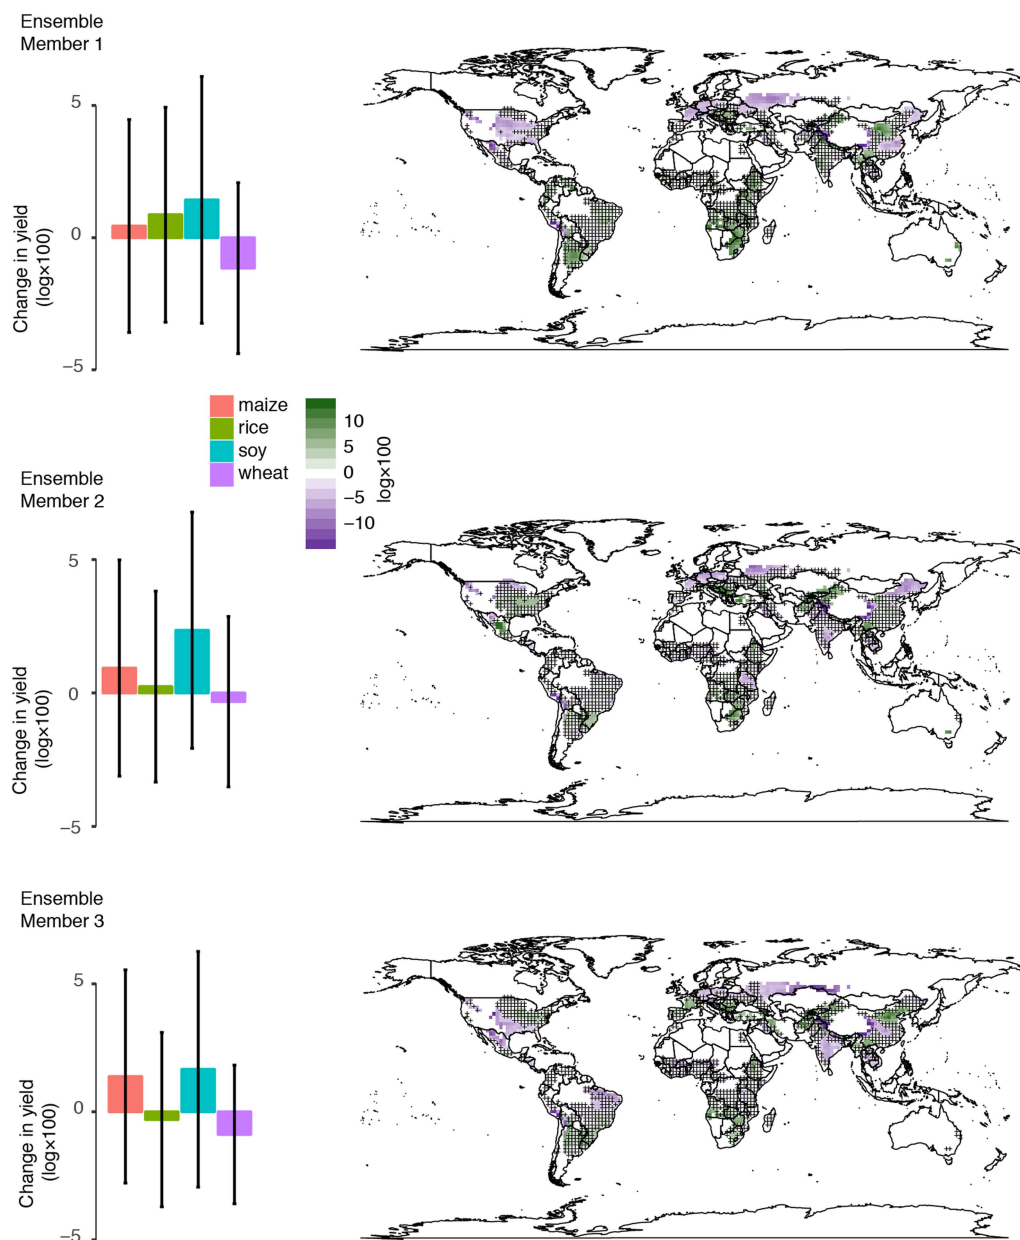 Ensemble
Member 1
5
0
−5
Change in yield
(log×100)
maize
rice
soy
wheat
10
5
0
−5
−10
log×100
Ensemble
Member 2
5
0
−5
Change in yield
(log×100)
Ensemble
Member 3
5
0
−5
Change in yield
(log×100)